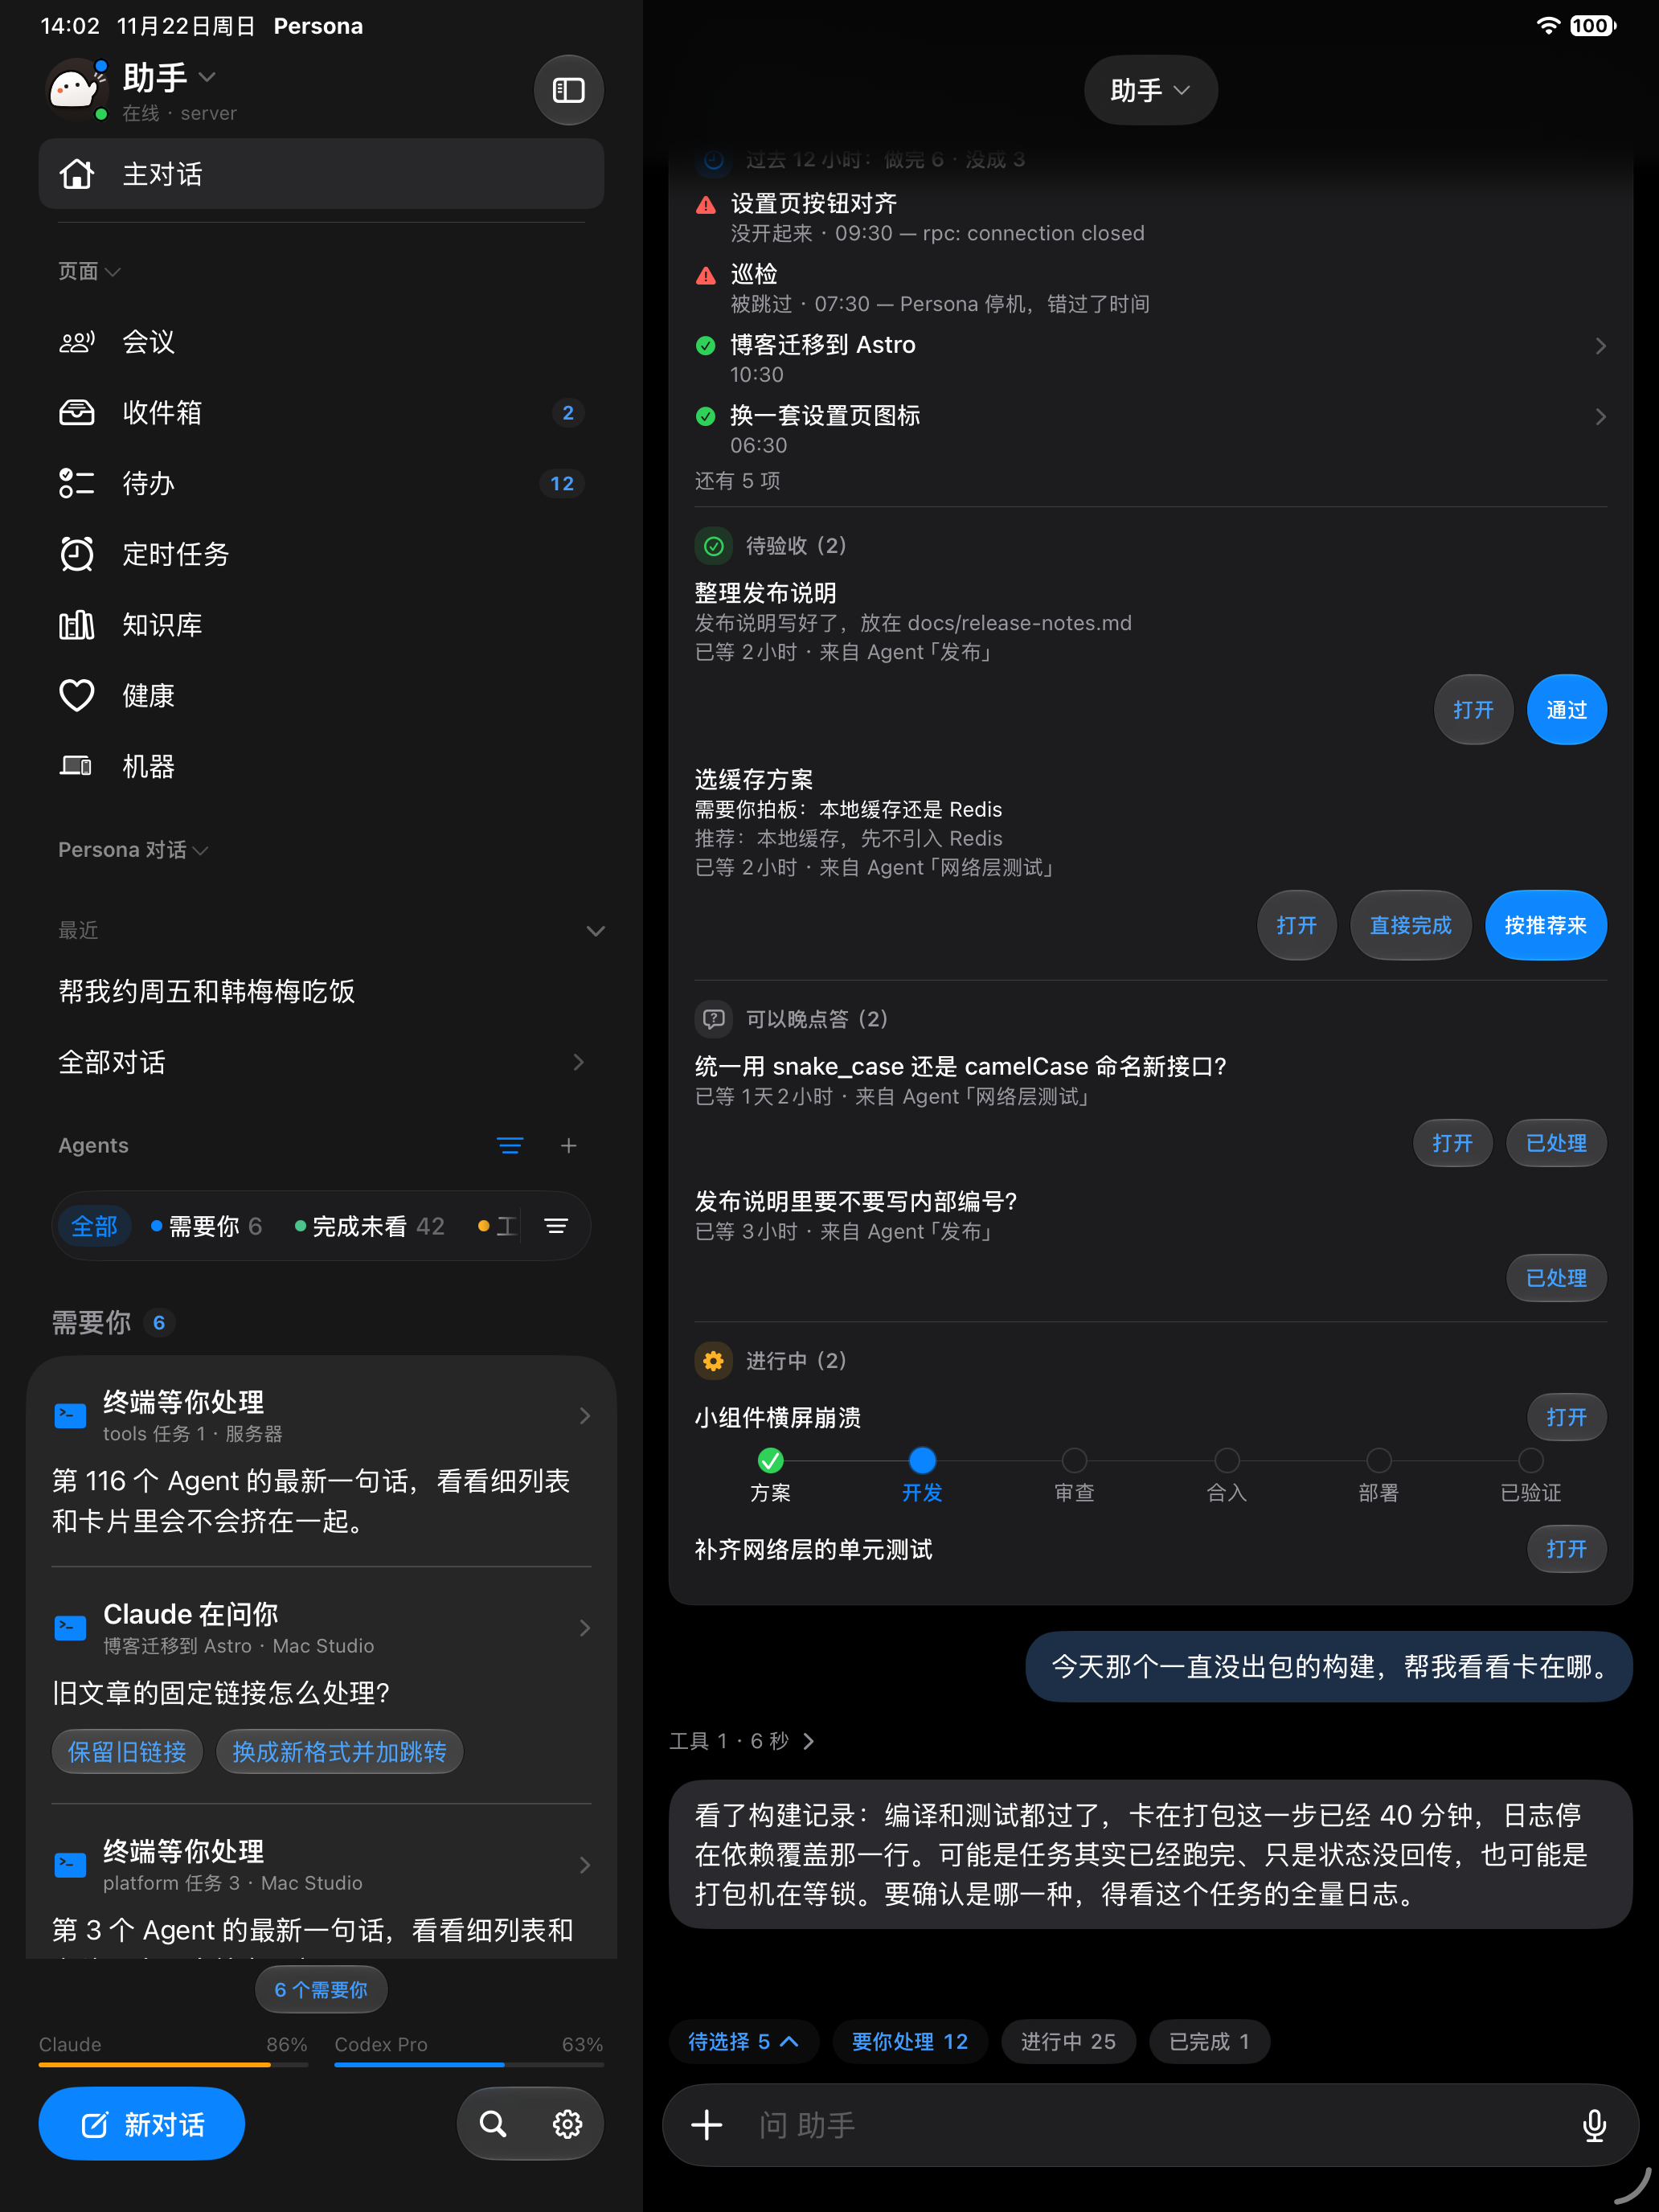 14:02 11月22日周日 Persona
100
助手
在线 · server
主对话
页面
会议
收件箱 2
待办 12
定时任务
知识库
健康
机器
Persona 对话
最近
帮我约周五和韩梅梅吃饭
全部对话
Agents
全部 需要你 6 完成未看 42
需要你 6
终端等你处理
tools 任务 1 · 服务器
第 116 个 Agent 的最新一句话，看看细列表
和卡片里会不会挤在一起。
Claude 在问你
博客迁移到 Astro · Mac Studio
旧文章的固定链接怎么处理?
保留旧链接 换成新格式并加跳转
终端等你处理
platform 任务 3 · Mac Studio
第 3 个 Agent 的最新一句话，看看细列表和
6 个需要你
Claude 86% Codex Pro 63%
新对话
助手
过去 12 小时：做完 6 · 没成 3
设置页按钮对齐
没开起来 · 09:30 — rpc: connection closed
巡检
被跳过 · 07:30 — Persona 停机，错过了时间
博客迁移到 Astro
10:30
换一套设置页图标
06:30
还有 5 项
待验收（2）
整理发布说明
发布说明写好了，放在 docs/release-notes.md
已等 2小时 · 来自 Agent「发布」
打开 通过
选缓存方案
需要你拍板：本地缓存还是 Redis
推荐：本地缓存，先不引入 Redis
已等 2小时 · 来自 Agent「网络层测试」
打开 直接完成 按推荐来
可以晚点答（2）
统一用 snake_case 还是 camelCase 命名新接口?
已等 1天2小时 · 来自 Agent「网络层测试」
打开 已处理
发布说明里要不要写内部编号?
已等 3小时 · 来自 Agent「发布」
已处理
进行中（2）
小组件横屏崩溃 打开
方案 开发 审查 合入 部署 已验证
补齐网络层的单元测试 打开
今天那个一直没出包的构建，帮我看看卡在哪。
工具 1 · 6 秒
看了构建记录：编译和测试都过了，卡在打包这一步已经 40 分钟，日志停
在依赖覆盖那一行。可能是任务其实已经跑完、只是状态没回传，也可能是
打包机在等锁。要确认是哪一种，得看这个任务的全量日志。
待选择 5 要你处理 12 进行中 25 已完成 1
问 助手